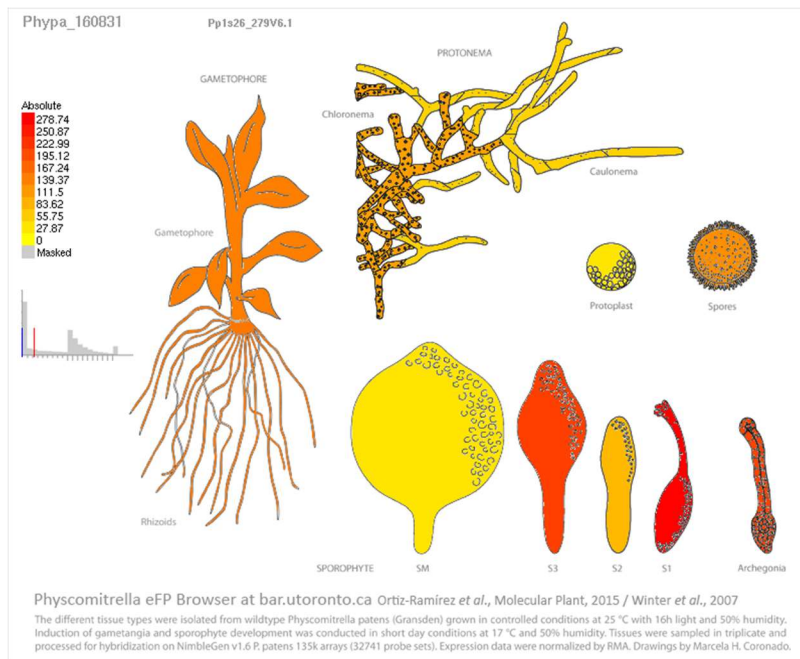 Phypa_160831
Pp1s26_279V6.1
PROTONEMA
GAMETOPHORE
Absolute
278.74
250.87
222.99
195.12
167.24
139.37
111.5
83.62
55.75
27.87
0
Masked
Chloronema
Caulonema
Gametophore
Protoplast
Spores
Rhizoids
SPOROPHYTE
SM
S3
S2
S1
Archegonia
Physcomitrella eFP Browser at bar.utoronto.ca Ortiz-Ramírez et al., Molecular Plant, 2015 / Winter et al., 2007
The different tissue types were isolated from wildtype Physcomitrella patens (Gransden) grown in controlled conditions at 25 °C with 16h light and 50% humidity.
Induction of gametangia and sporophyte development was conducted in short day conditions at 17 °C and 50% humidity. Tissues were sampled in triplicate and
processed for hybridization on NimbleGen v1.6 P. patens 135k arrays (32741 probe sets). Expression data were normalized by RMA. Drawings by Marcela H. Coronado.